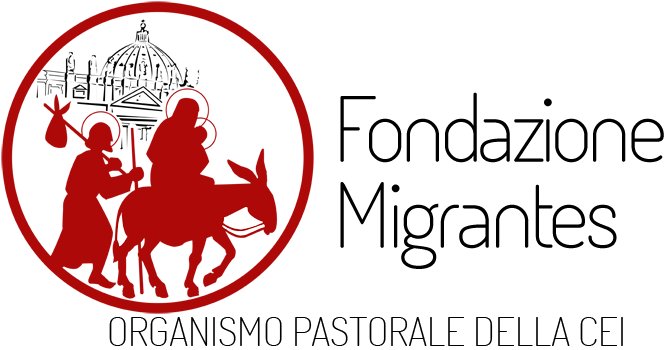 Fondazione
Migrantes
ORGANISMO PASTORALE DELLA CEI